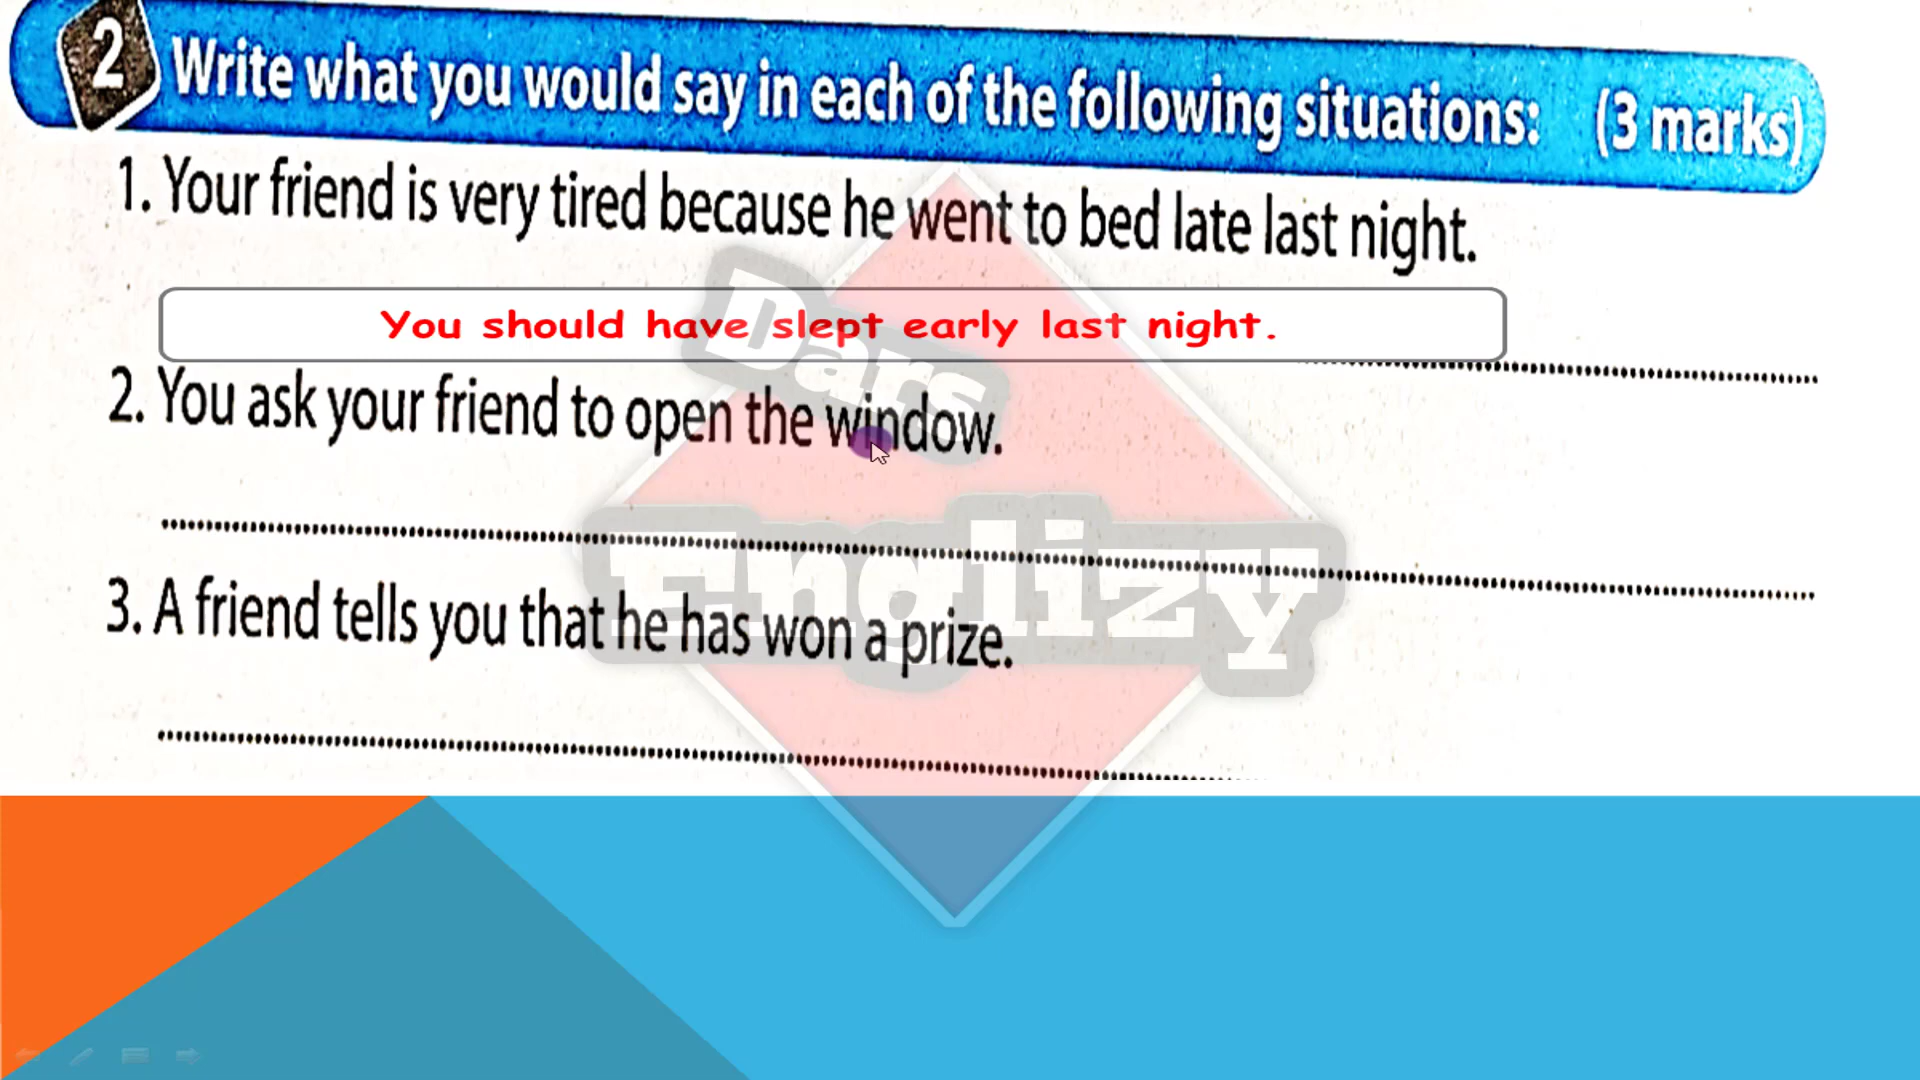 2 Write what you would say in each of the following situations: (3 marks)
1. Your friend is very tired because he went to bed late last night.
You should have slept early last night.
2. You ask your friend to open the window.
3. A friend tells you that he has won a prize.
Dars
Englizy